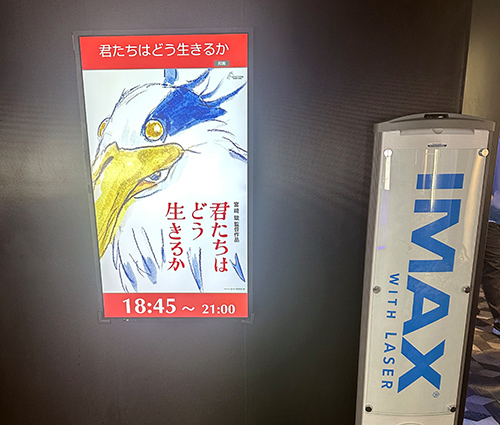 君たちはどう生きるか
宮﨑 駿 監督作品
君たちは
どう
生きるか
18:45 ～ 21:00
IMAX®
WITH LASER